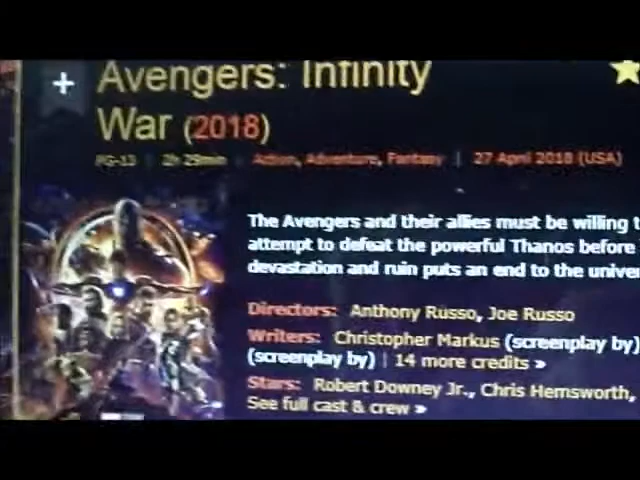 + Avengers: Infinity
War (2018)
PG-13 | 2h 29min | Action, Adventure, Fantasy | 27 April 2018 (USA)
The Avengers and their allies must be willing t
attempt to defeat the powerful Thanos before
devastation and ruin puts an end to the univer
Directors: Anthony Russo, Joe Russo
Writers: Christopher Markus (screenplay by)
(screenplay by) | 14 more credits »
Stars: Robert Downey Jr., Chris Hemsworth,
See full cast & crew »